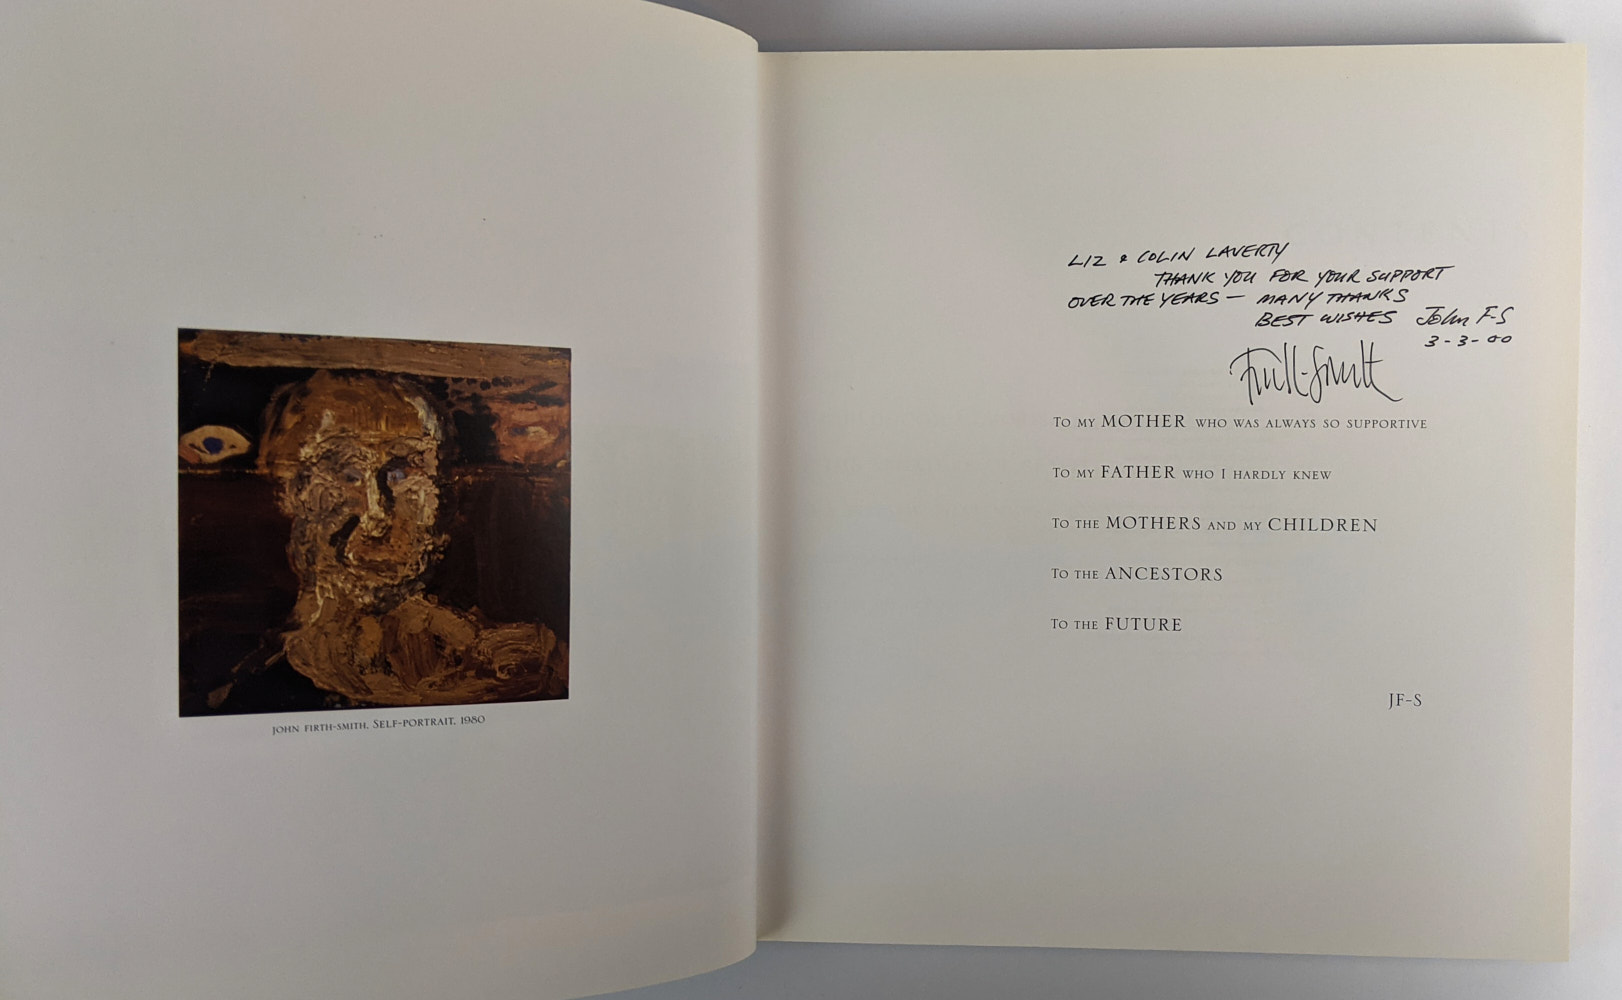 JOHN FIRTH-SMITH, SELF-PORTRAIT, 1980
LIZ & COLIN LAVERTY
THANK YOU FOR YOUR SUPPORT
OVER THE YEARS — MANY THANKS
BEST WISHES John F-S
3-3-00
Firth-Smith
TO MY MOTHER WHO WAS ALWAYS SO SUPPORTIVE
TO MY FATHER WHO I HARDLY KNEW
TO THE MOTHERS AND MY CHILDREN
TO THE ANCESTORS
TO THE FUTURE
JF-S